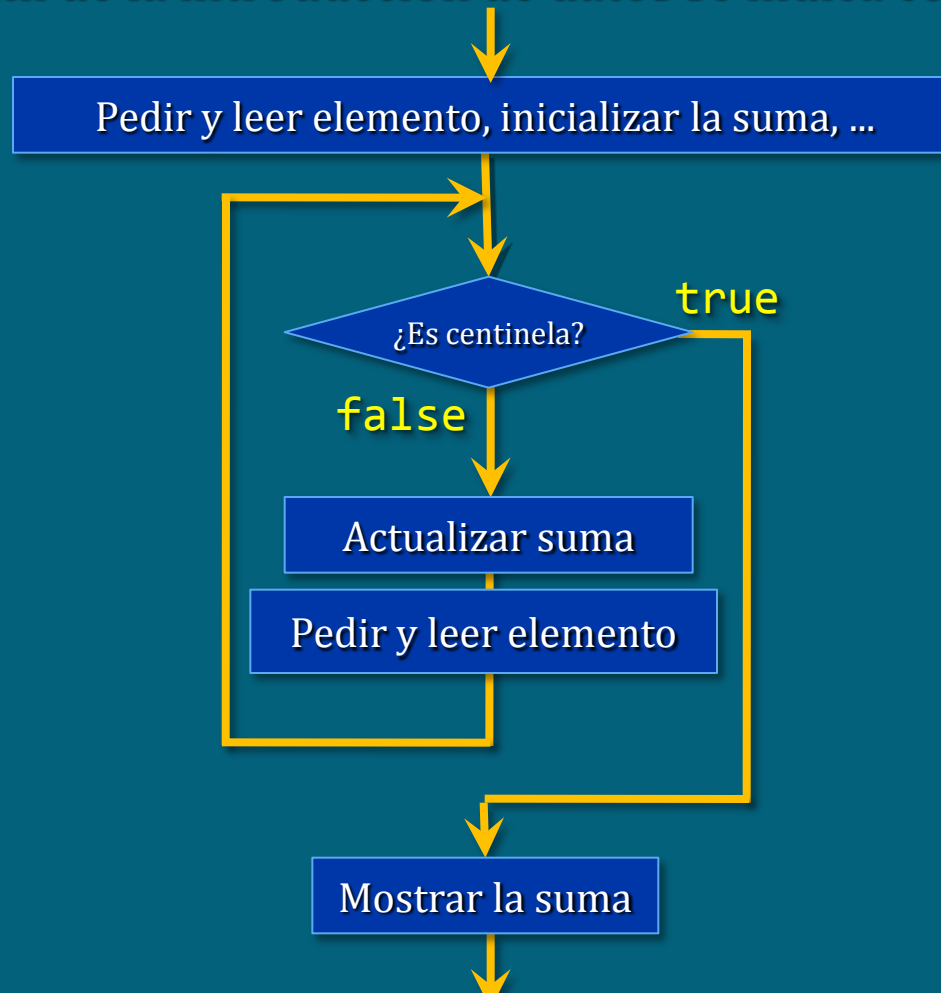 Pedir y leer elemento, inicializar la suma, ...
¿Es centinela?
true
false
Actualizar suma
Pedir y leer elemento
Mostrar la suma